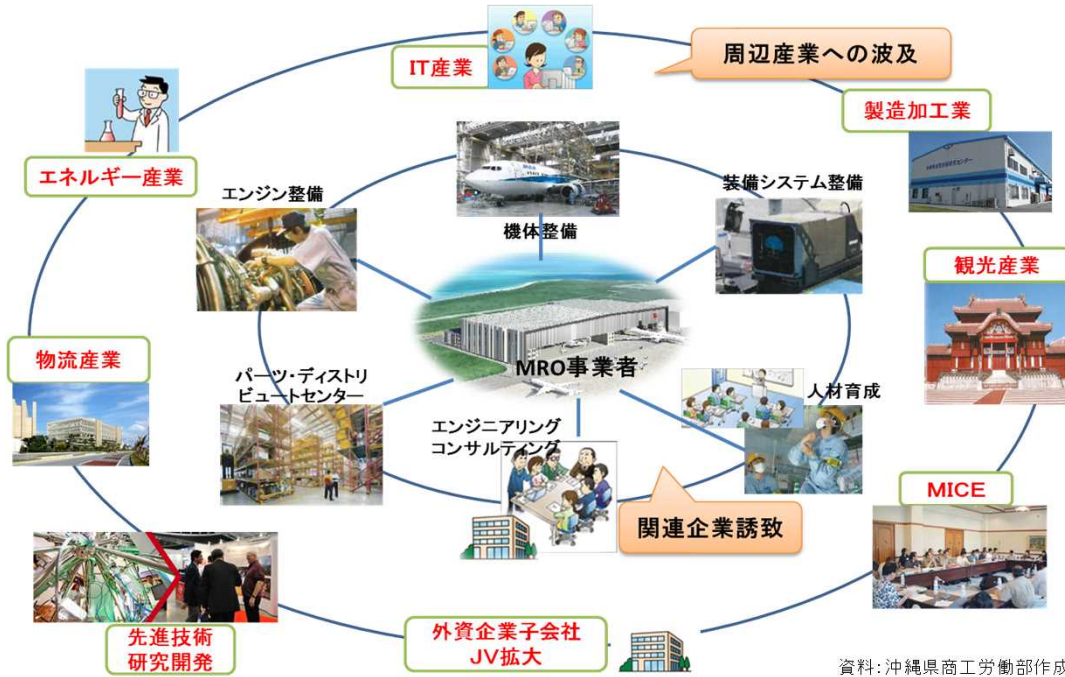 IT産業
周辺産業への波及
製造加工業
エネルギー産業
エンジン整備
装備システム整備
機体整備
観光産業
物流産業
MRO事業者
パーツ・ディストリ
ビュートセンター
人材育成
エンジニアリング
コンサルティング
MICE
関連企業誘致
先進技術
研究開発
外資企業子会社
JV拡大
資料:沖縄県商工労働部作成